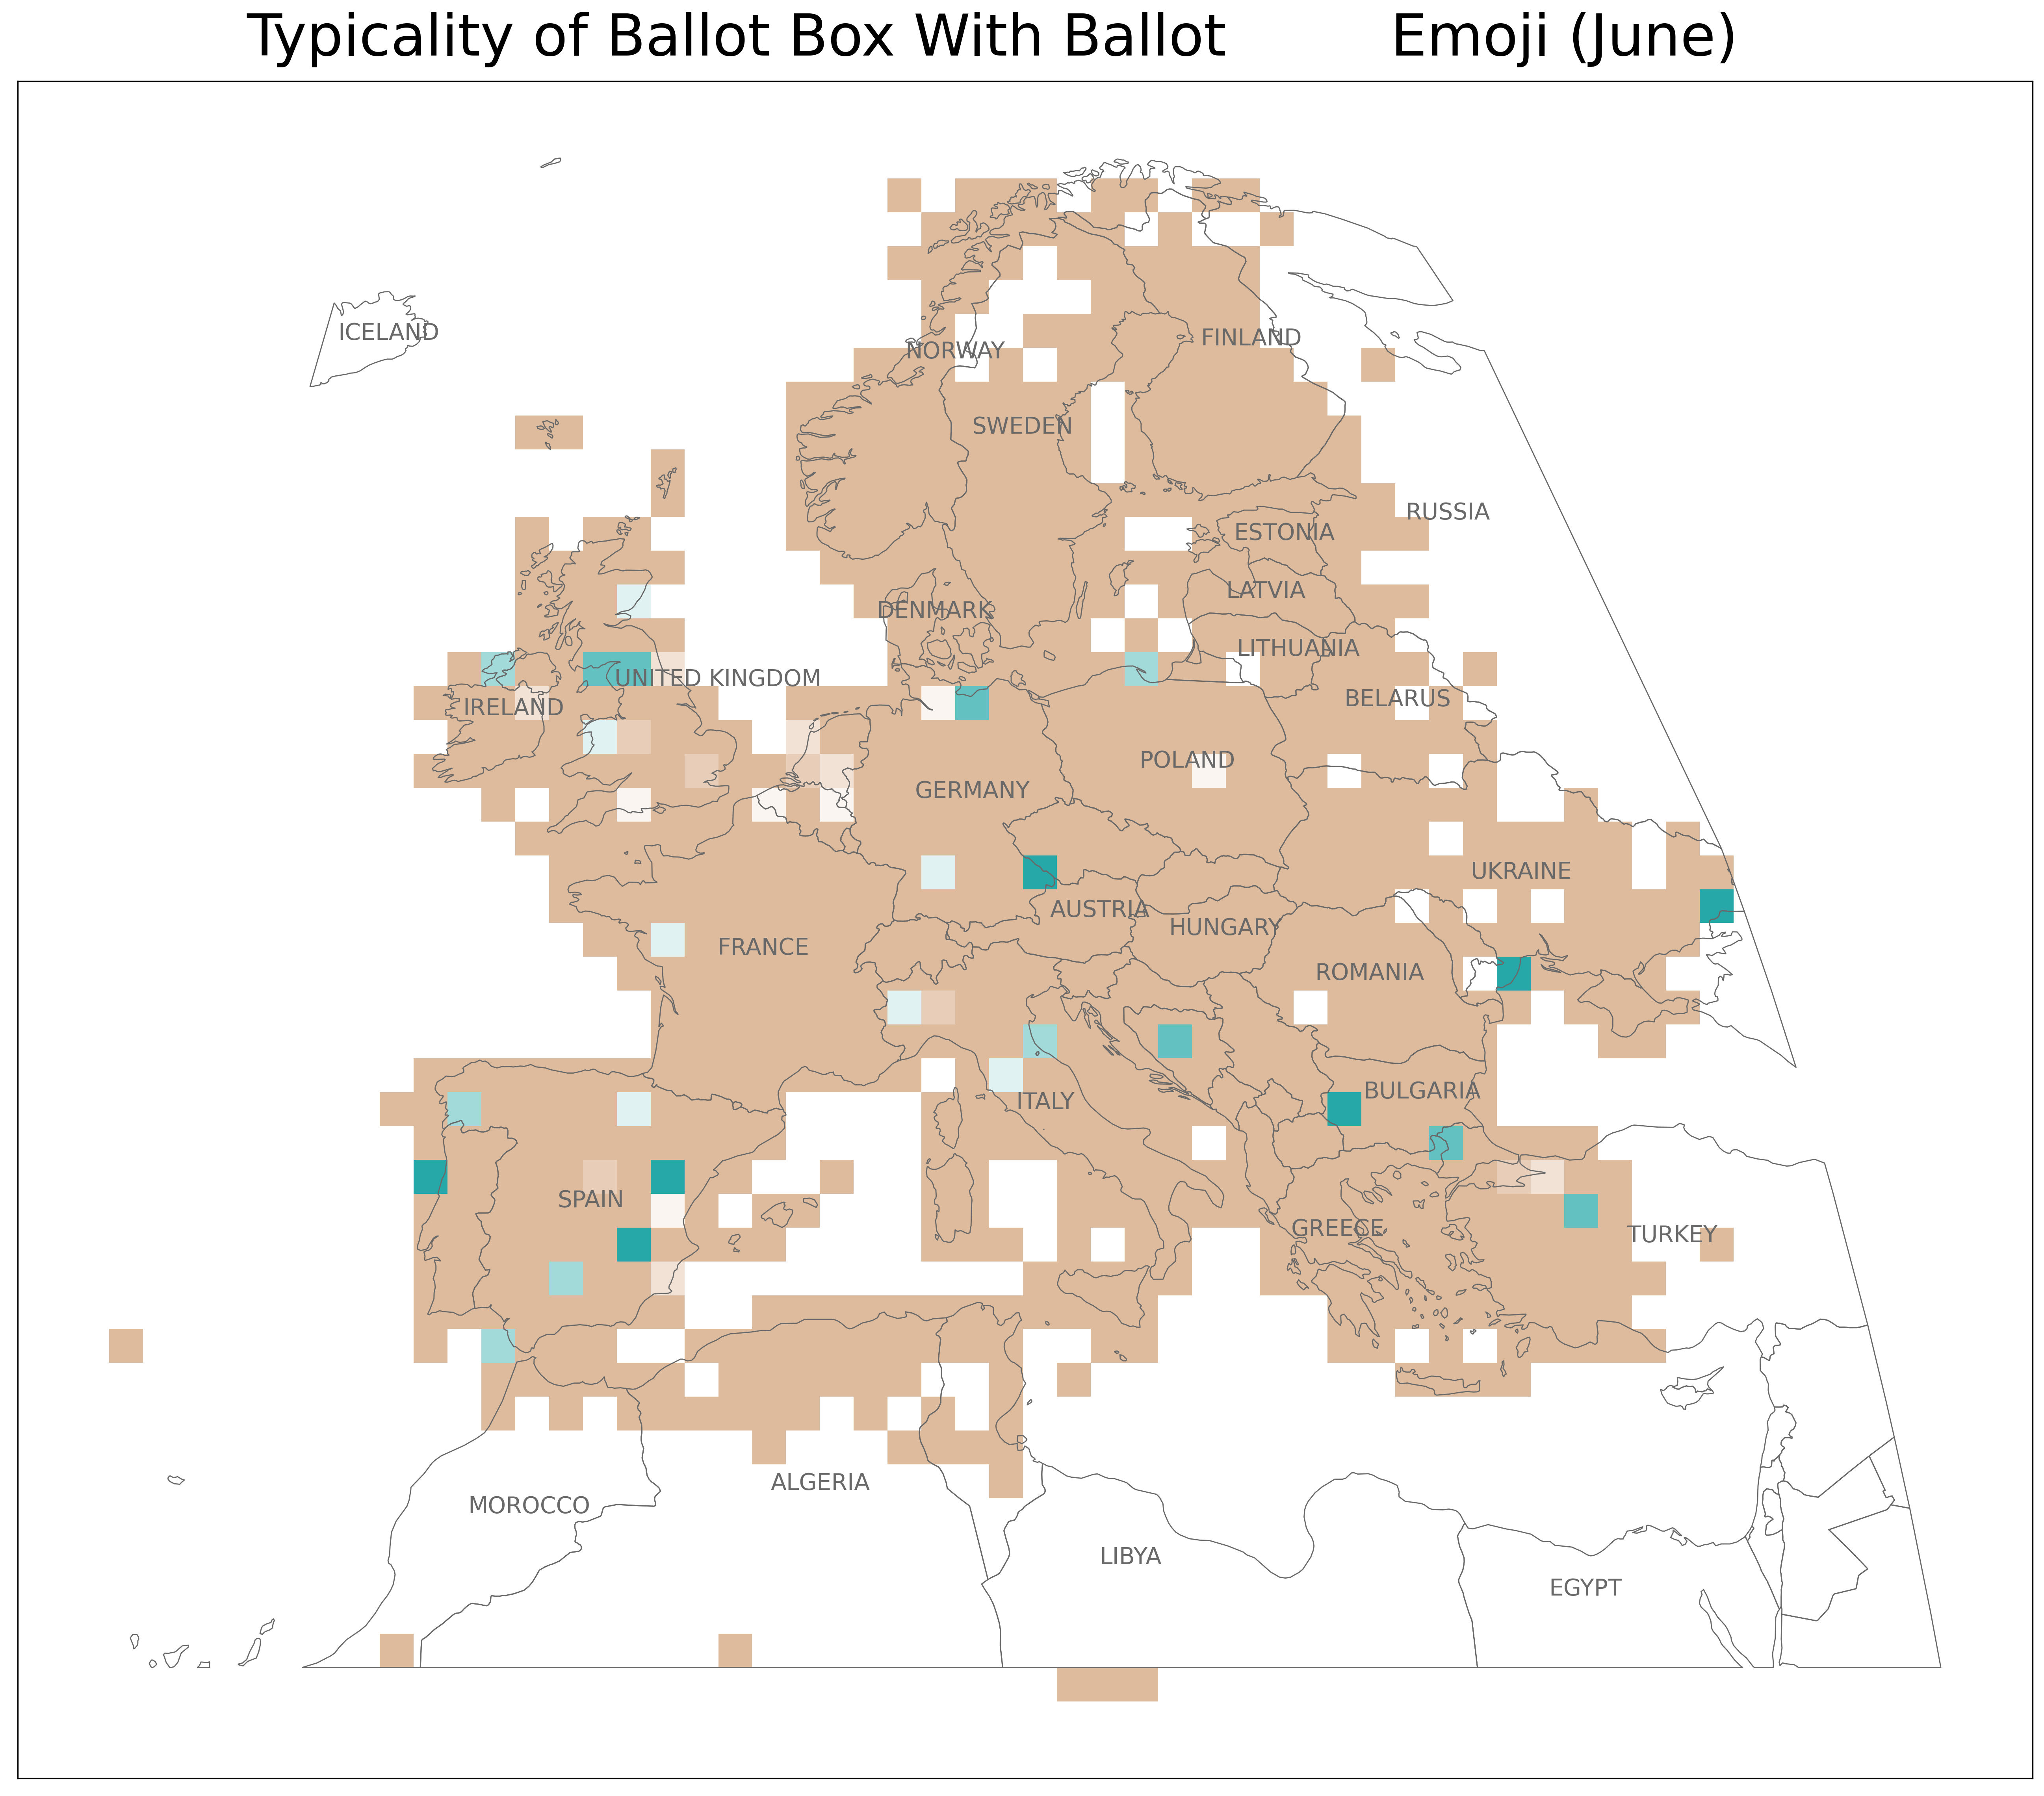 Typicality of Ballot Box With Ballot Emoji (June)
ICELAND
NORWAY
FINLAND
SWEDEN
RUSSIA
ESTONIA
LATVIA
DENMARK
LITHUANIA
UNITED KINGDOM
BELARUS
IRELAND
POLAND
GERMANY
UKRAINE
AUSTRIA
HUNGARY
FRANCE
ROMANIA
BULGARIA
ITALY
SPAIN
GREECE
TURKEY
ALGERIA
MOROCCO
LIBYA
EGYPT